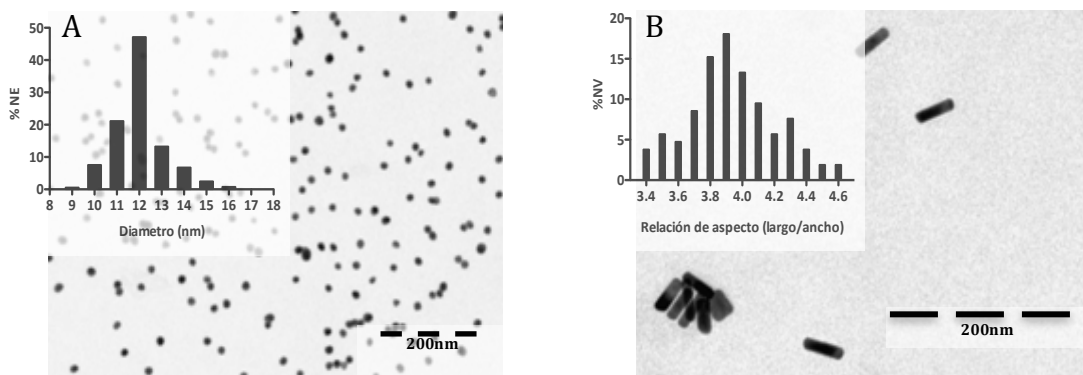 A
50
40
30
20
10
0
% NE
8 9 10 11 12 13 14 15 16 17 18
Diametro (nm)
200nm
B
20
15
10
5
0
%NV
3.4 3.6 3.8 4.0 4.2 4.4 4.6
Relación de aspecto (largo/ancho)
200nm